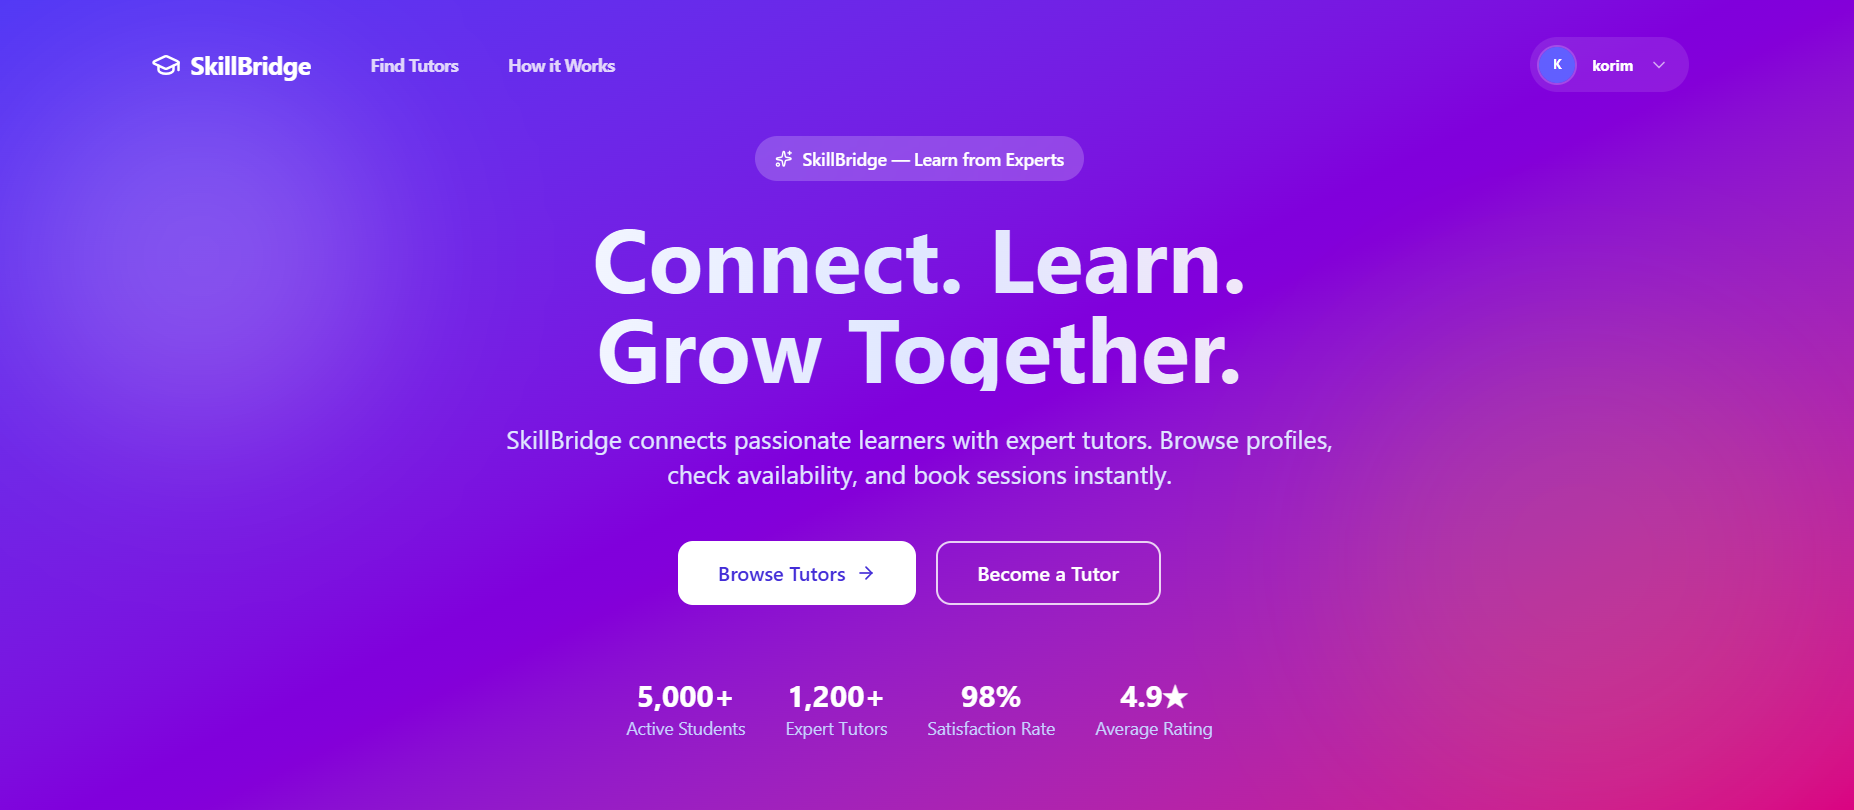 SkillBridge
Find Tutors
How it Works
K
korim
SkillBridge — Learn from Experts
Connect. Learn.
Grow Together.
SkillBridge connects passionate learners with expert tutors. Browse profiles,
check availability, and book sessions instantly.
Browse Tutors →
Become a Tutor
5,000+
Active Students
1,200+
Expert Tutors
98%
Satisfaction Rate
4.9★
Average Rating